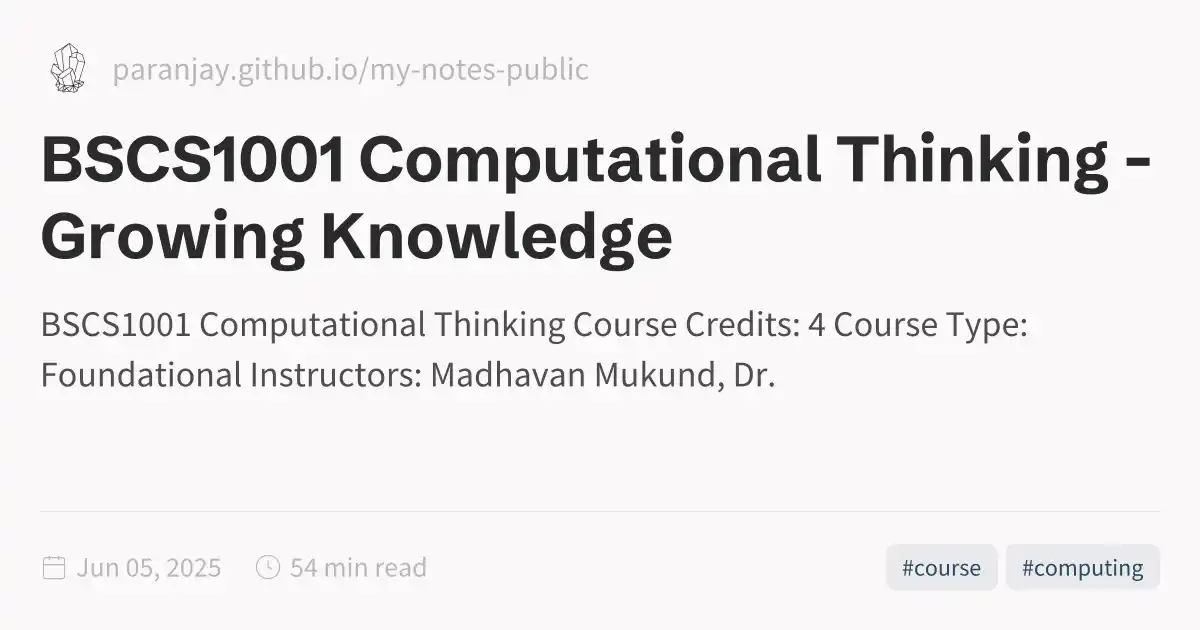 paranjay.github.io/my-notes-public
BSCS1001 Computational Thinking -
Growing Knowledge
BSCS1001 Computational Thinking Course Credits: 4 Course Type:
Foundational Instructors: Madhavan Mukund, Dr.
Jun 05, 2025 54 min read #course #computing